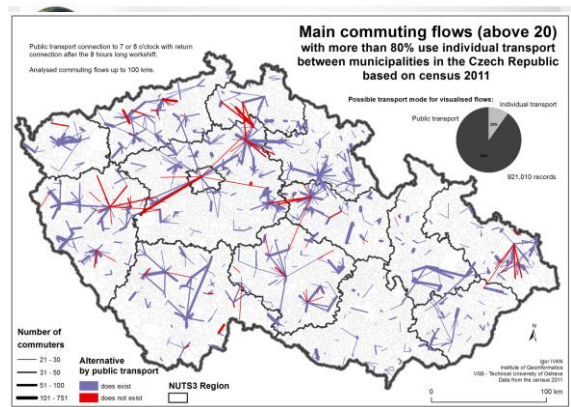 Main commuting flows (above 20)
with more than 80% use individual transport
between municipalities in the Czech Republic
based on census 2011
Public transport connection to 7 or 8 o'clock with return
connection after the 8 hours long workshift.
Analysed commuting flows up to 100 kms.
Possible transport mode for visualised flows:
Individual transport
Public transport
921,010 records
Number of
commuters
21 - 30
31 - 50
51 - 100
101 - 751
Alternative
by public transport
does exist
does not exist
NUTS3 Region
N
Igor IVAN
Institute of Geoinformatics
VSB - Technical University of Ostrava
Data from the census 2011
0 100 km